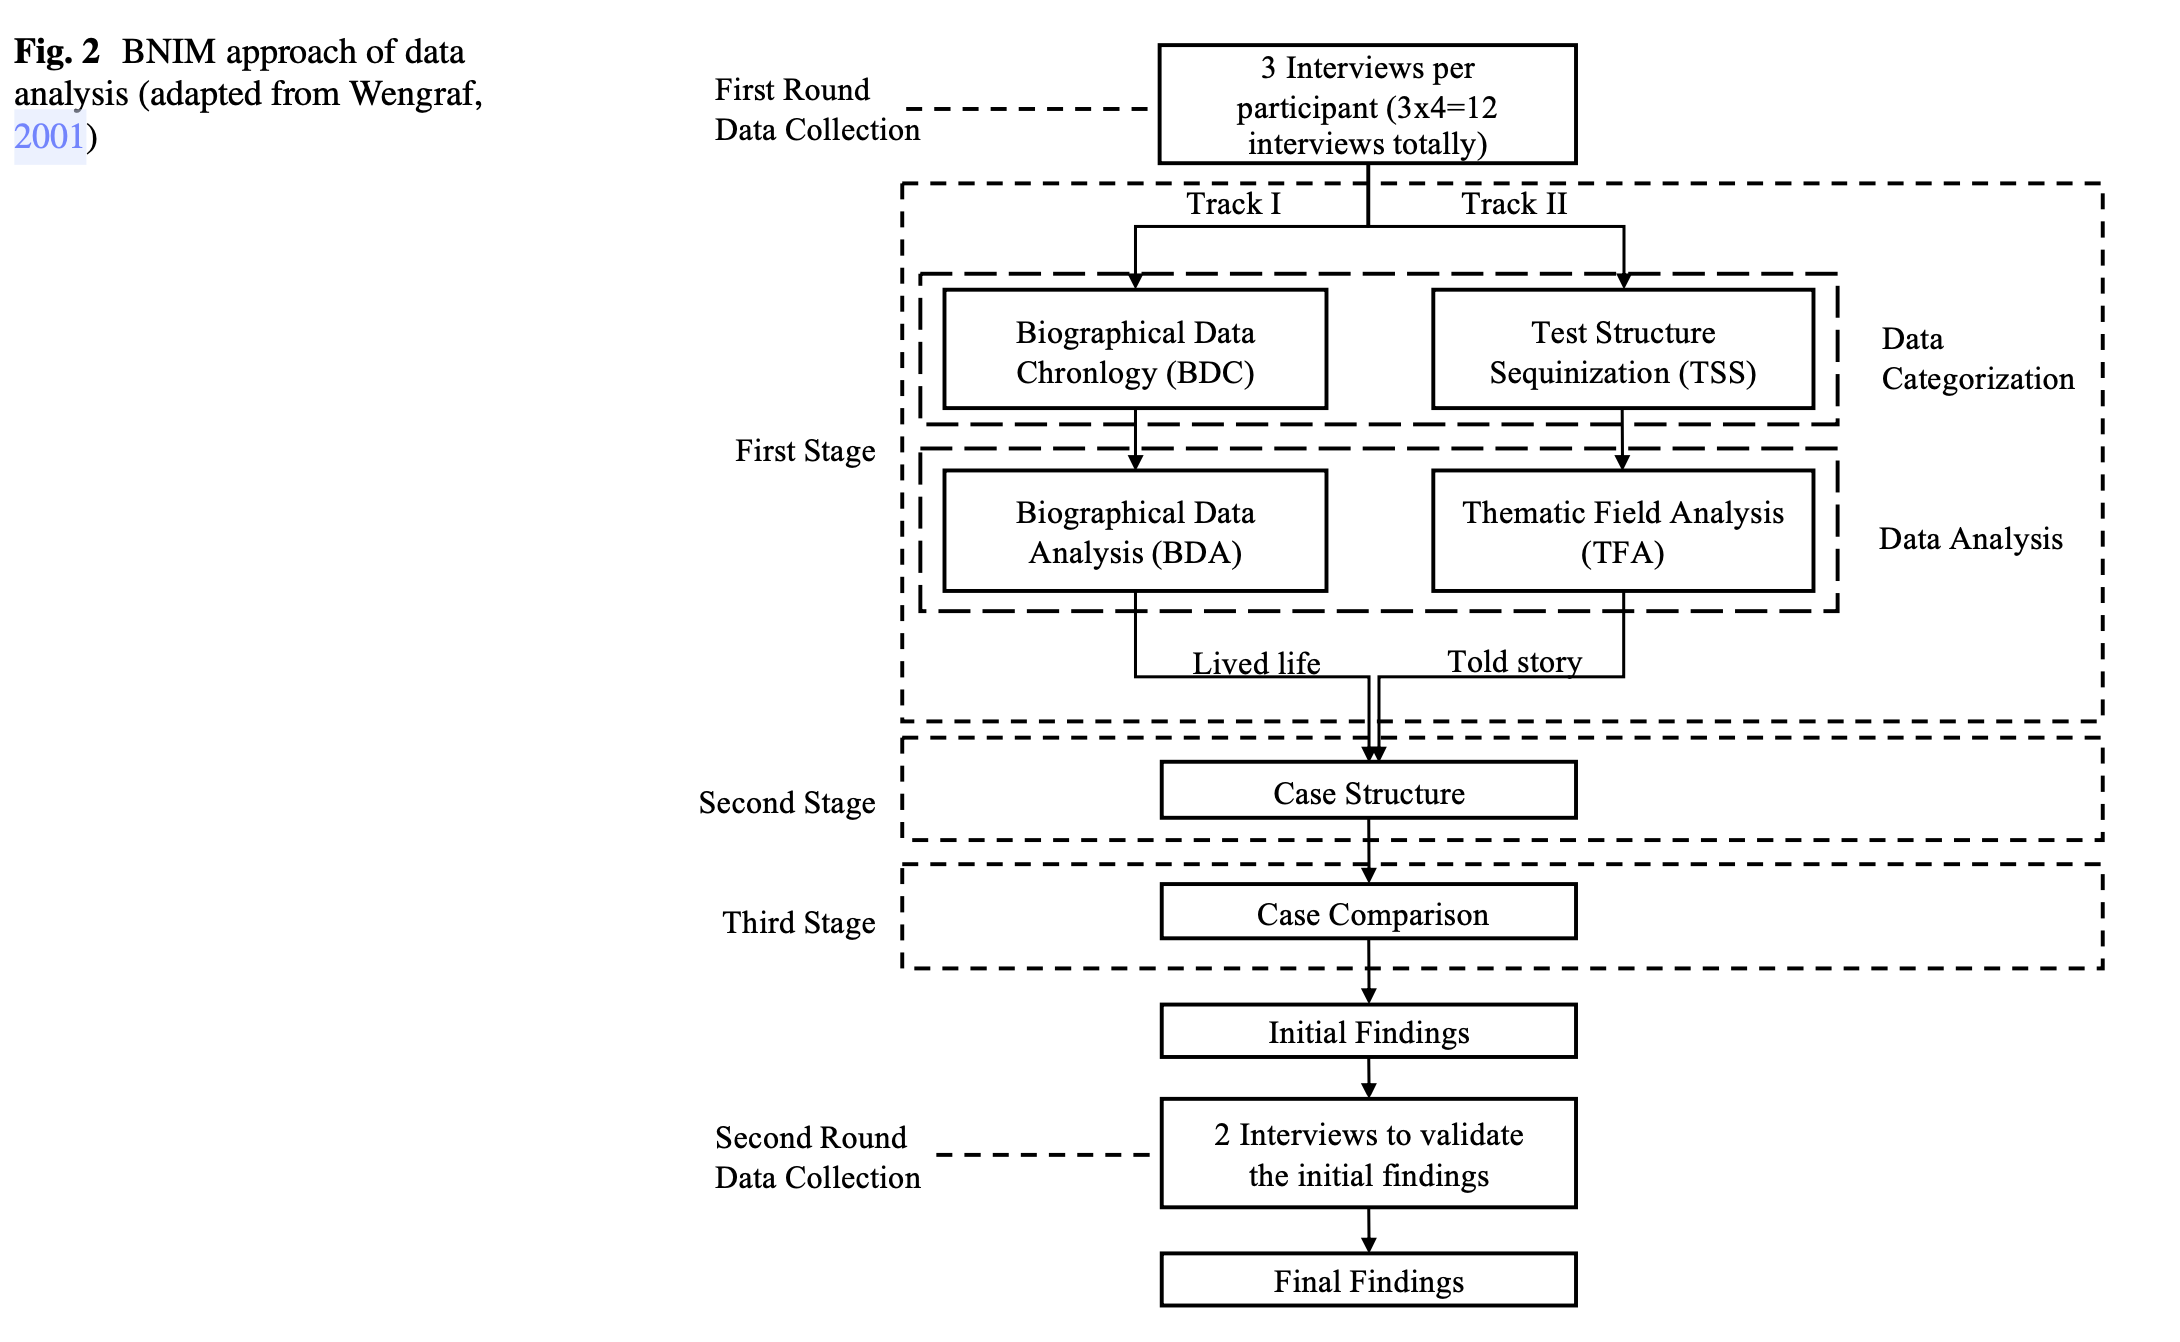 Fig. 2 BNIM approach of data
analysis (adapted from Wengraf,
2001)
First Round
Data Collection
3 Interviews per
participant (3x4=12
interviews totally)
Track I
Track II
Biographical Data
Chronlogy (BDC)
Test Structure
Sequinization (TSS)
Data
Categorization
First Stage
Biographical Data
Analysis (BDA)
Thematic Field Analysis
(TFA)
Data Analysis
Lived life
Told story
Second Stage
Case Structure
Third Stage
Case Comparison
Initial Findings
Second Round
Data Collection
2 Interviews to validate
the initial findings
Final Findings